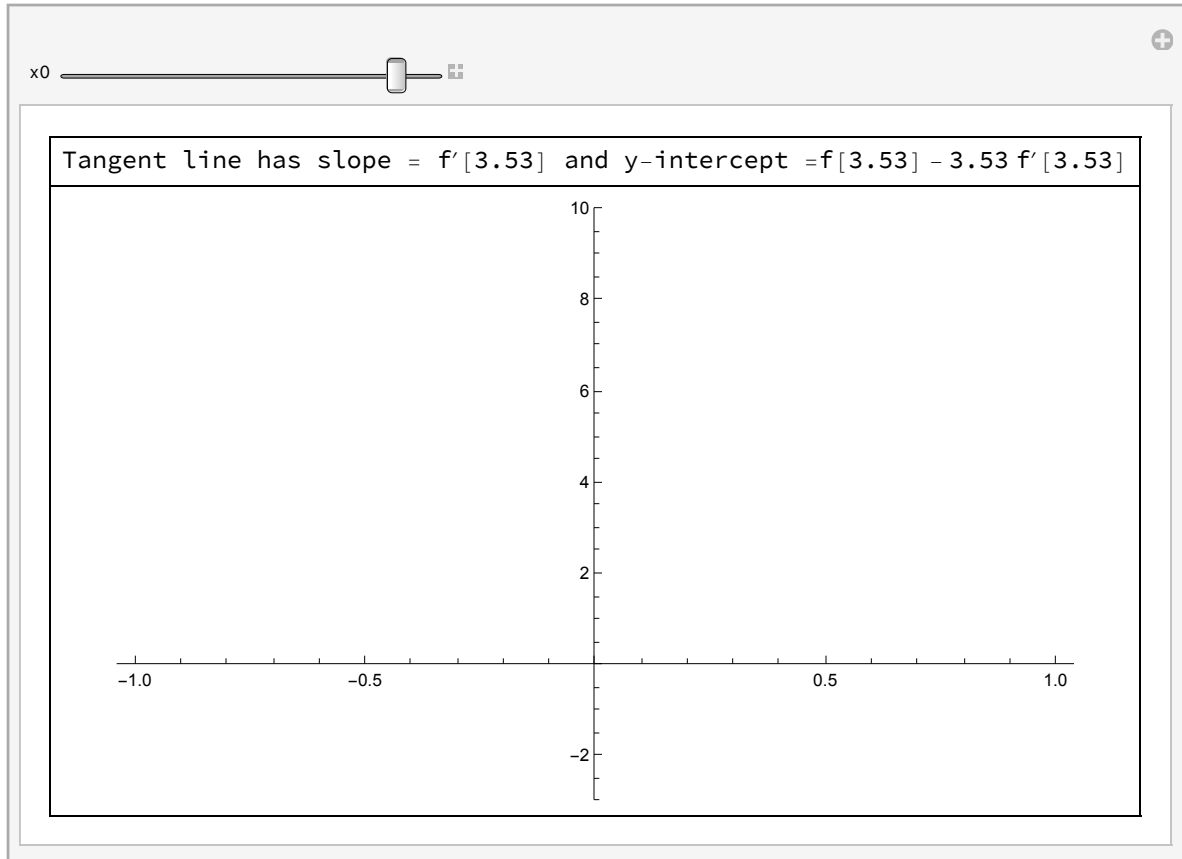 x0
Tangent line has slope = f′[3.53] and y-intercept =f[3.53] - 3.53 f′[3.53]
10
8
6
4
2
-1.0 -0.5 0.5 1.0
-2